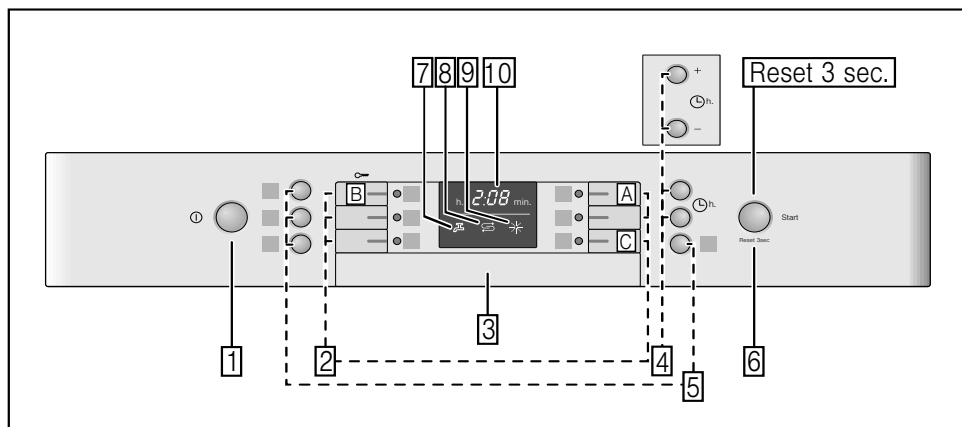 +
h.
−
7 8 9 10
Reset 3 sec.
B
h. 2:08 min.
A
h.
Start
C
Reset 3sec
3
1 2 4 6
5